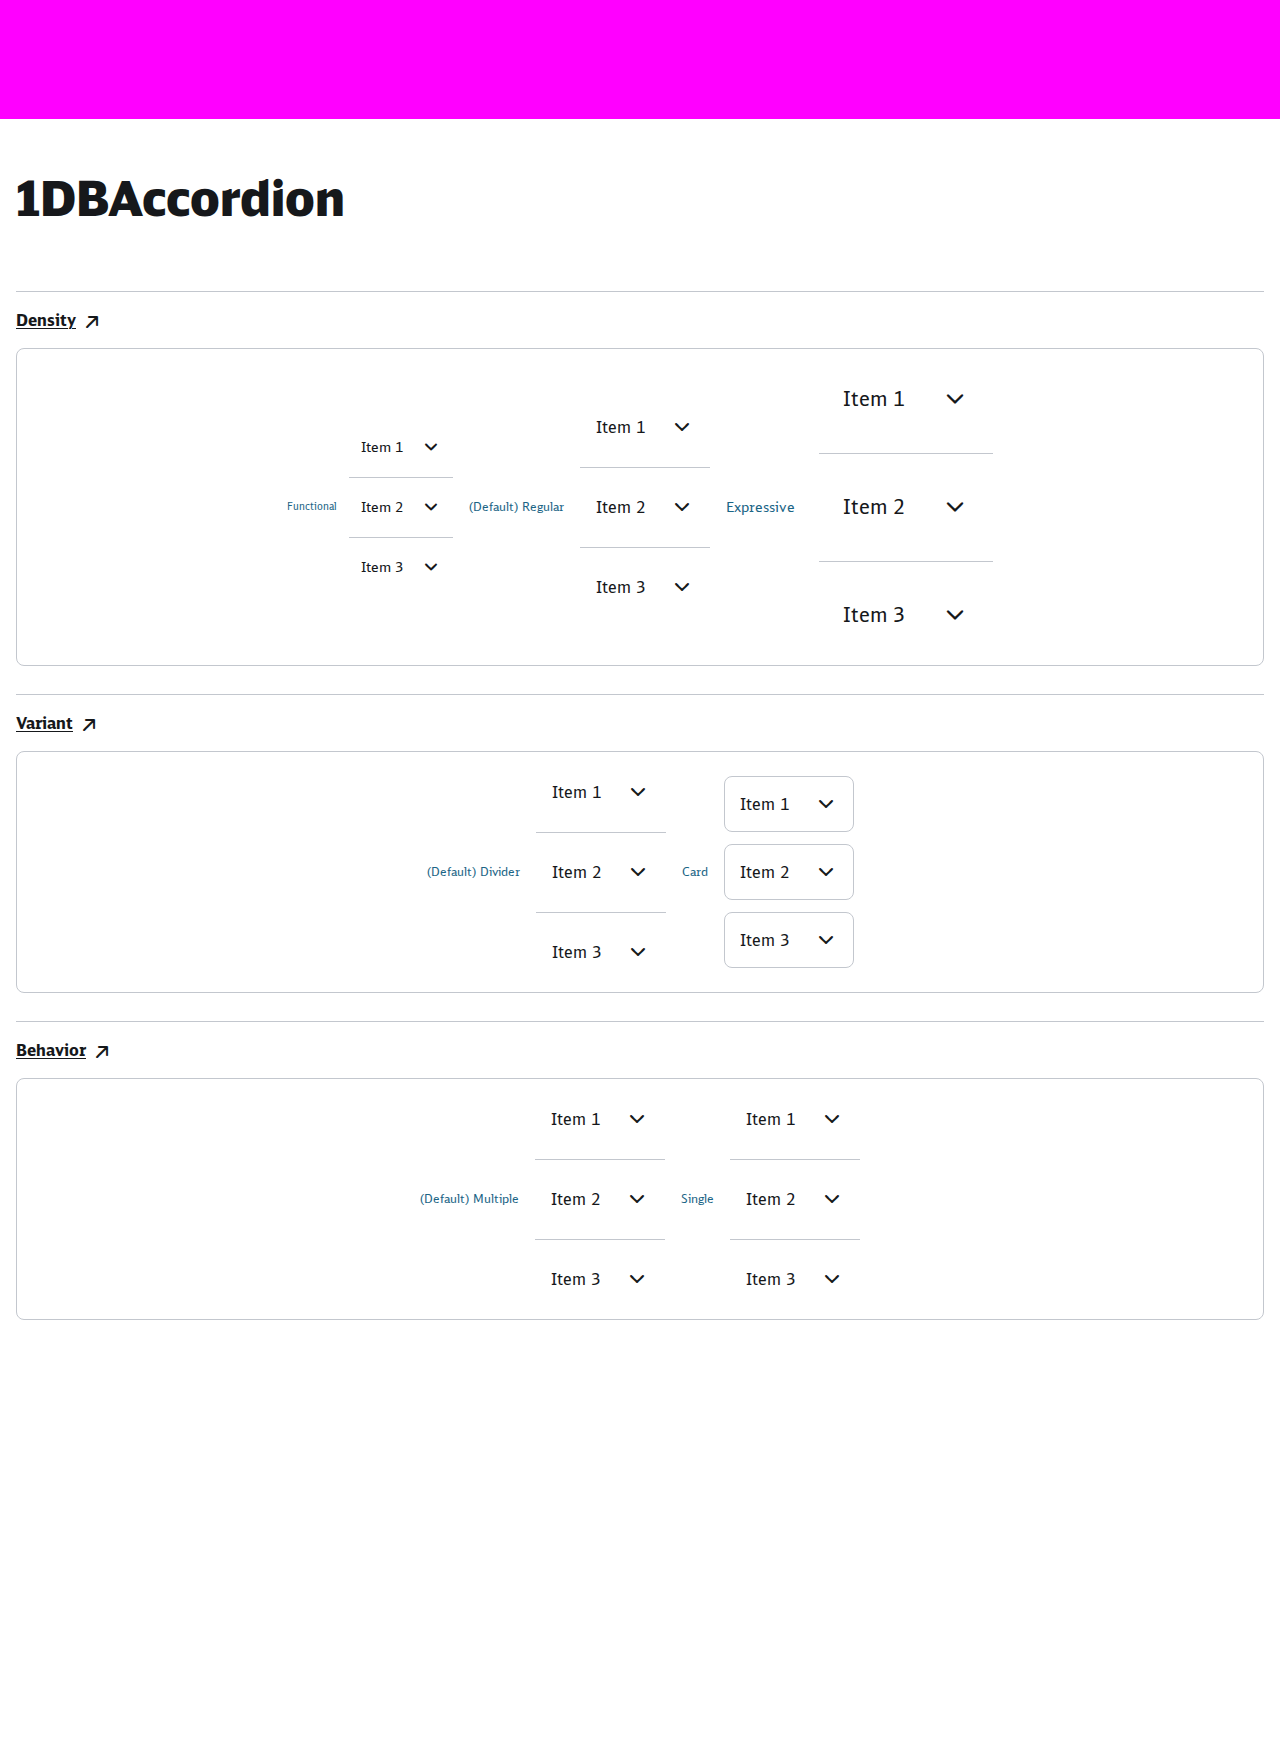 1DBAccordion
Density
Functional
Item 1
Item 2
Item 3
(Default) Regular
Item 1
Item 2
Item 3
Expressive
Item 1
Item 2
Item 3
Variant
(Default) Divider
Item 1
Item 2
Item 3
Card
Item 1
Item 2
Item 3
Behavior
(Default) Multiple
Item 1
Item 2
Item 3
Single
Item 1
Item 2
Item 3